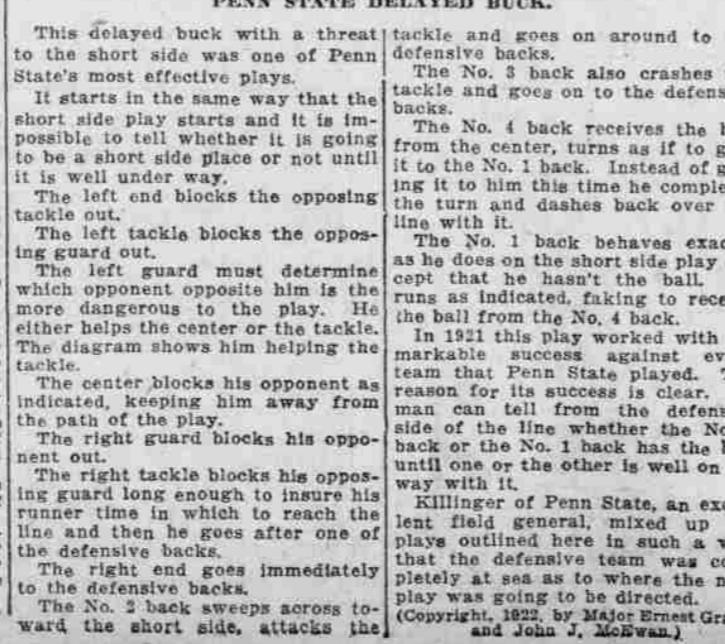 PENN STATE DELAYED BUCK.
This delayed buck with a threat
to the short side was one of Penn
State's most effective plays.
It starts in the same way that the
short side play starts and it is im-
possible to tell whether it is going
to be a short side place or not until
it is well under way.
The left end blocks the opposing
tackle out.
The left tackle blocks the oppos-
ing guard out.
The left guard must determine
which opponent opposite him is the
more dangerous to the play. He
either helps the center or the tackle.
The diagram shows him helping the
tackle.
The center blocks his opponent as
indicated, keeping him away from
the path of the play.
The right guard blocks his oppo-
nent out.
The right tackle blocks his oppos-
ing guard long enough to insure his
runner time in which to reach the
line and then he goes after one of
the defensive backs.
The right end goes immediately
to the defensive backs.
The No. 2 back sweeps across to-
ward the short side, attacks the
tackle and goes on around to
defensive backs.
The No. 3 back also crashes
tackle and goes on to the defens
backs.
The No. 4 back receives the
from the center, turns as if to g
it to the No. 1 back. Instead of g
ing it to him this time he comple
the turn and dashes back over
line with it.
The No. 1 back behaves exac
as he does on the short side play
cept that he hasn't the ball.
runs as indicated, faking to rece
the ball from the No. 4 back.
In 1921 this play worked with
markable success against ev
team that Penn State played.
reason for its success is clear.
man can tell from the defens
side of the line whether the No
back or the No. 1 back has the
until one or the other is well on
way with it.
Killinger of Penn State, an exc
lent field general, mixed up
plays outlined here in such a w
that the defensive team was co
pletely at sea as to where the n
play was going to be directed.
(Copyright, 1922, by Major Ernest Gr
and John J. McEwan.)